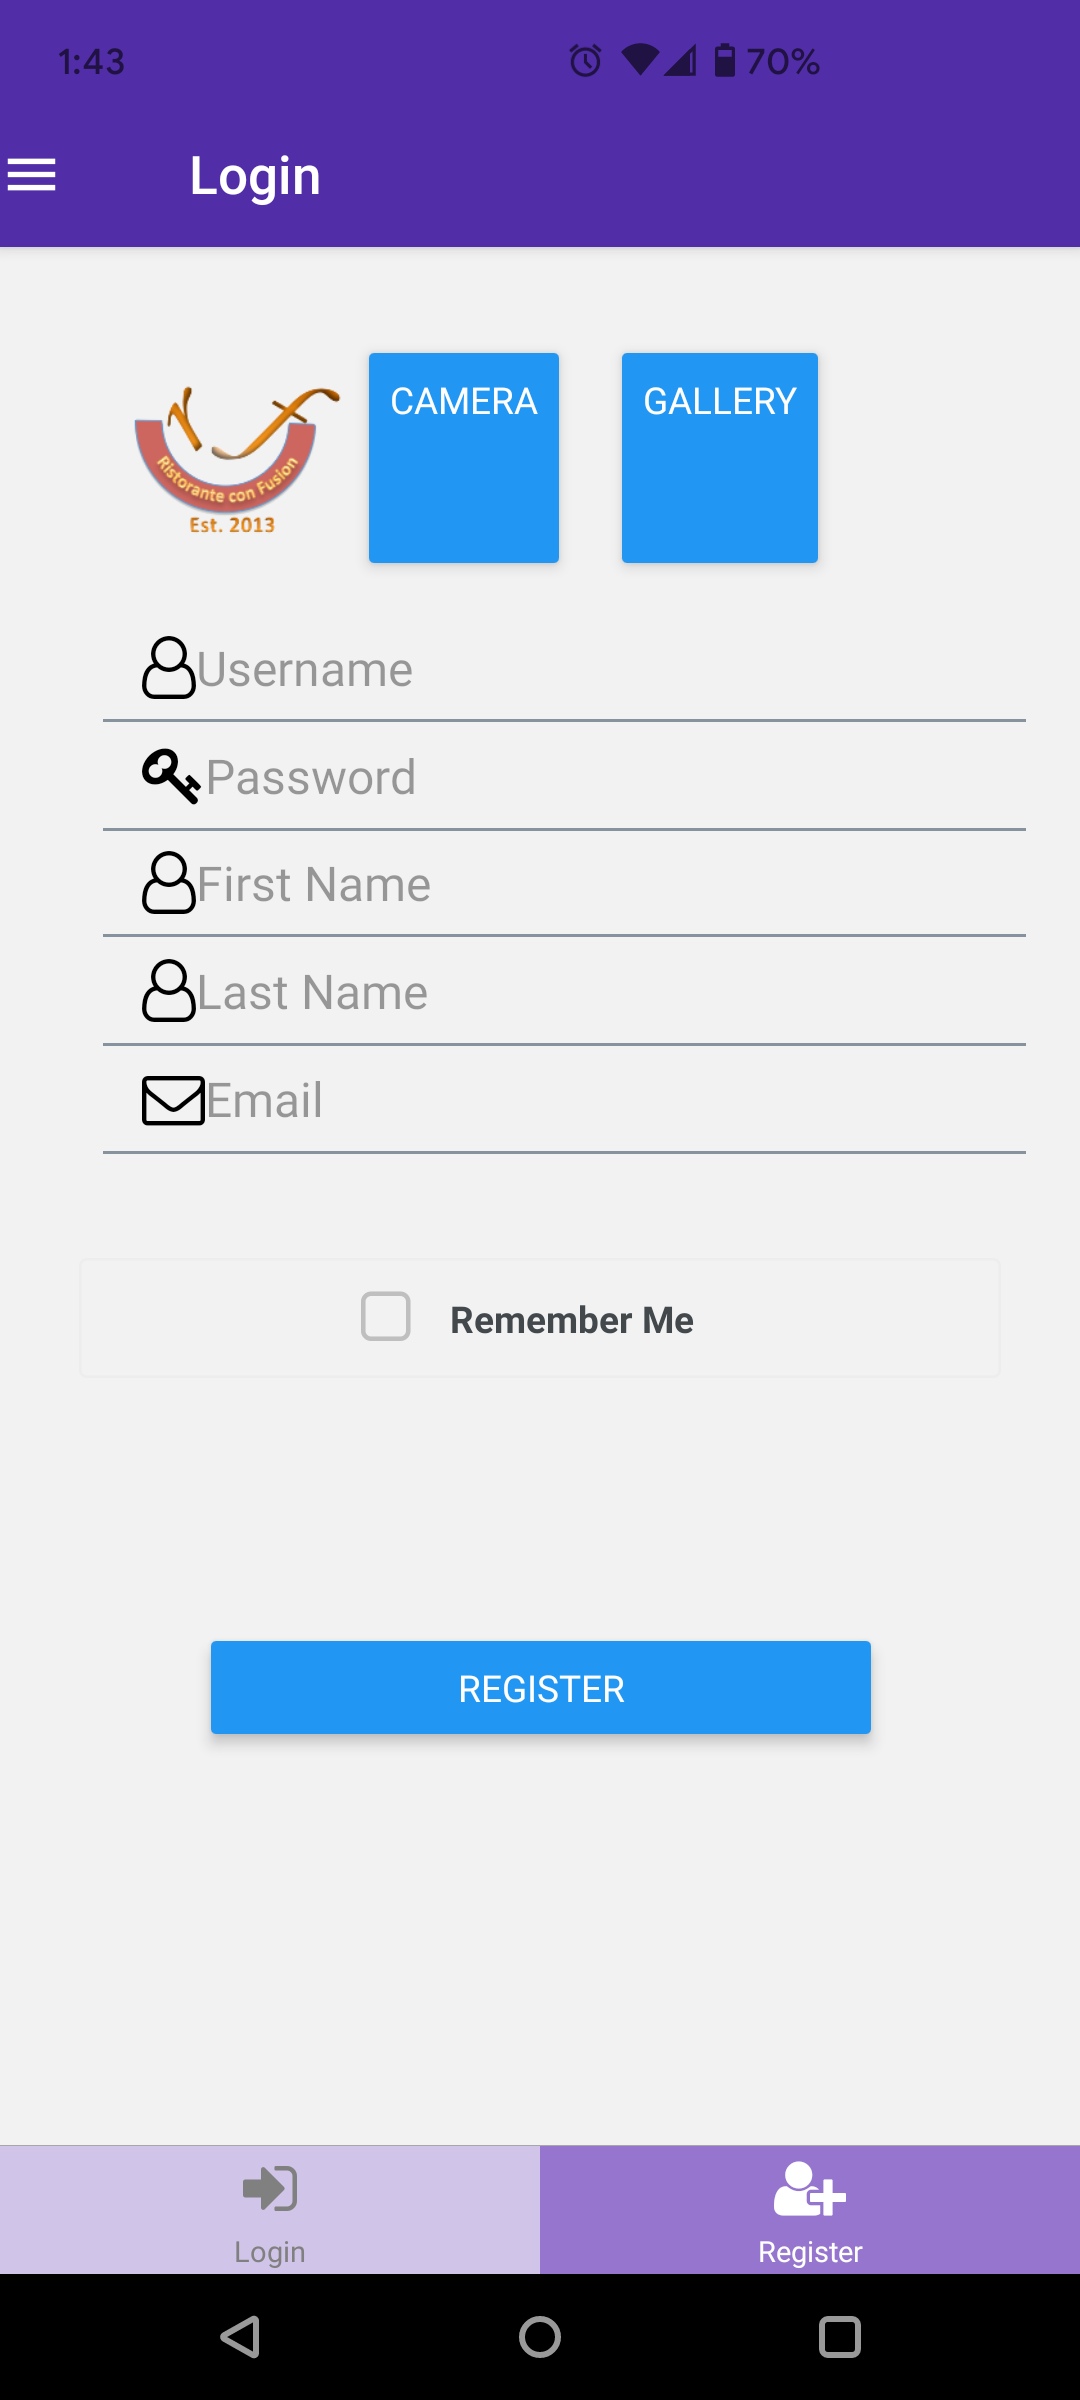 1:43
70%
Login
CAMERA
GALLERY
Ristorante con Fusion
Est. 2013
Username
Password
First Name
Last Name
Email
Remember Me
REGISTER
Login
Register